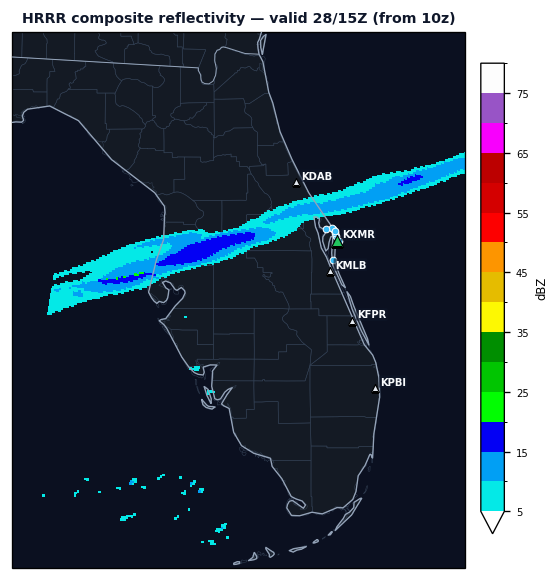 HRRR composite reflectivity — valid 28/15Z (from 10z)
KDAB
KXMR
KMLB
KFPR
KPBI
75
65
55
45
35
25
15
5
dBZ